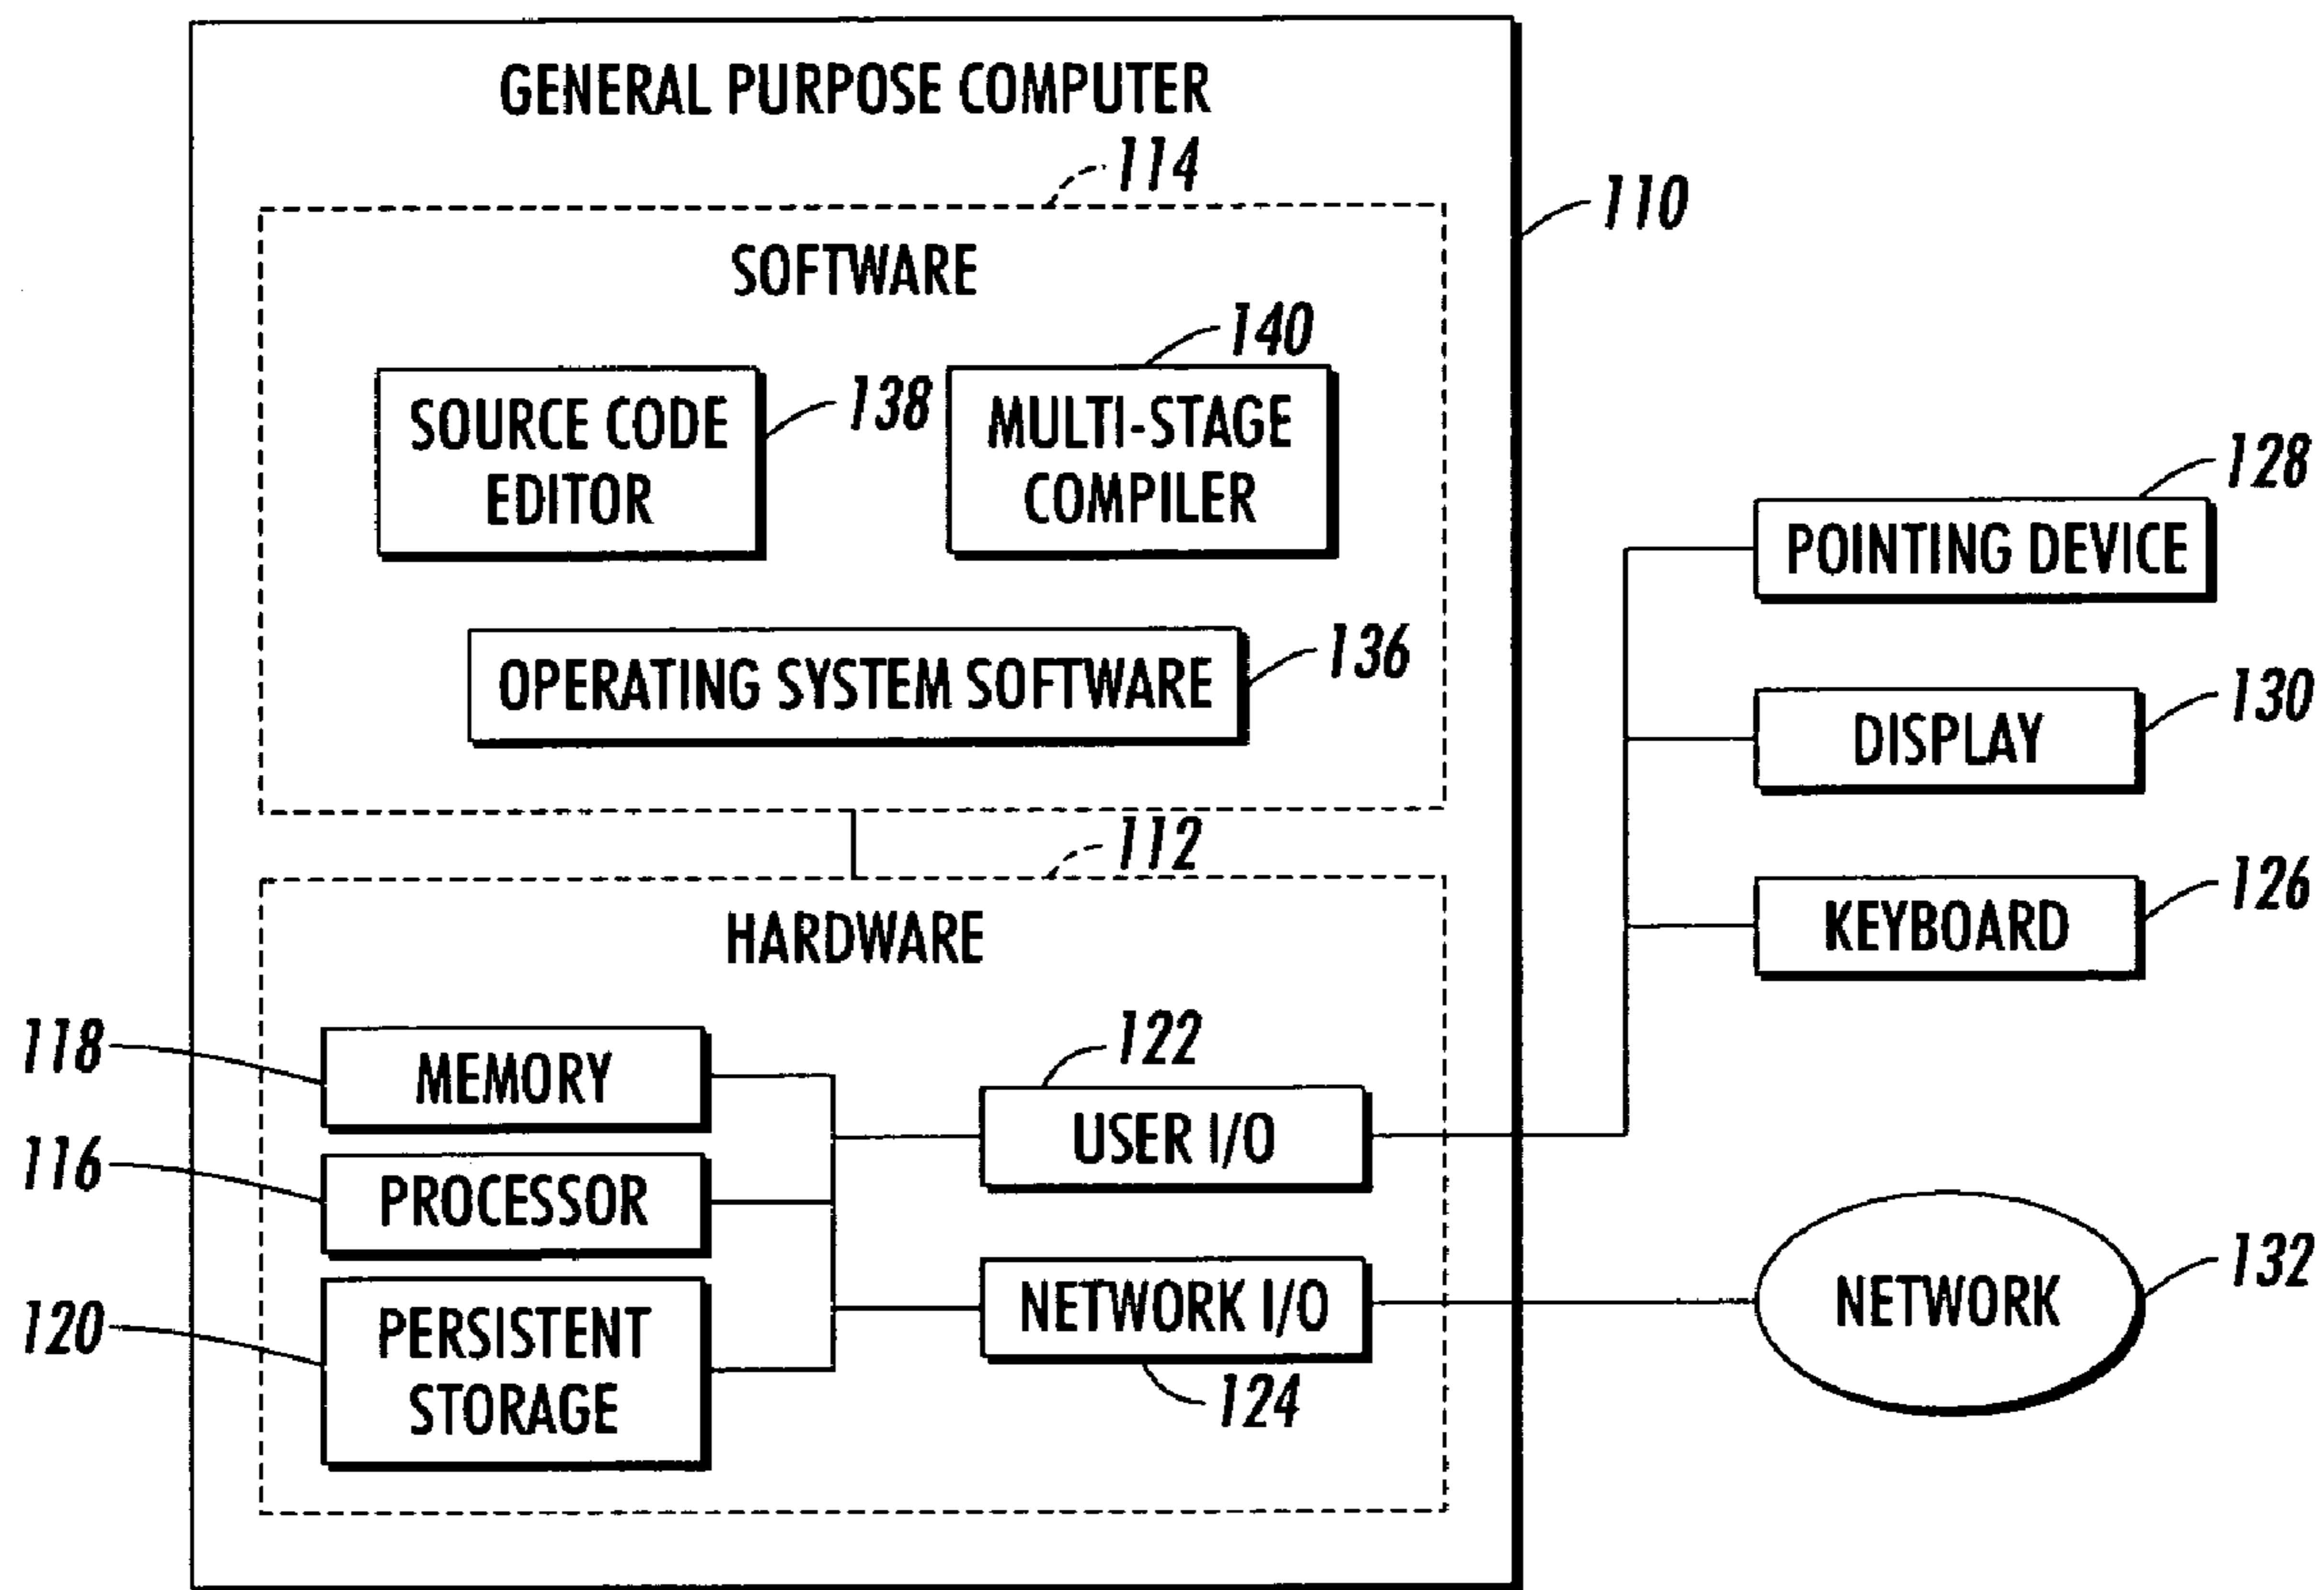 GENERAL PURPOSE COMPUTER
114
110
SOFTWARE
140
SOURCE CODE
EDITOR
138
MULTI-STAGE
COMPILER
OPERATING SYSTEM SOFTWARE
136
128
POINTING DEVICE
130
DISPLAY
126
KEYBOARD
112
HARDWARE
118
MEMORY
116
PROCESSOR
120
PERSISTENT
STORAGE
122
USER I/O
NETWORK I/O
124
NETWORK
132